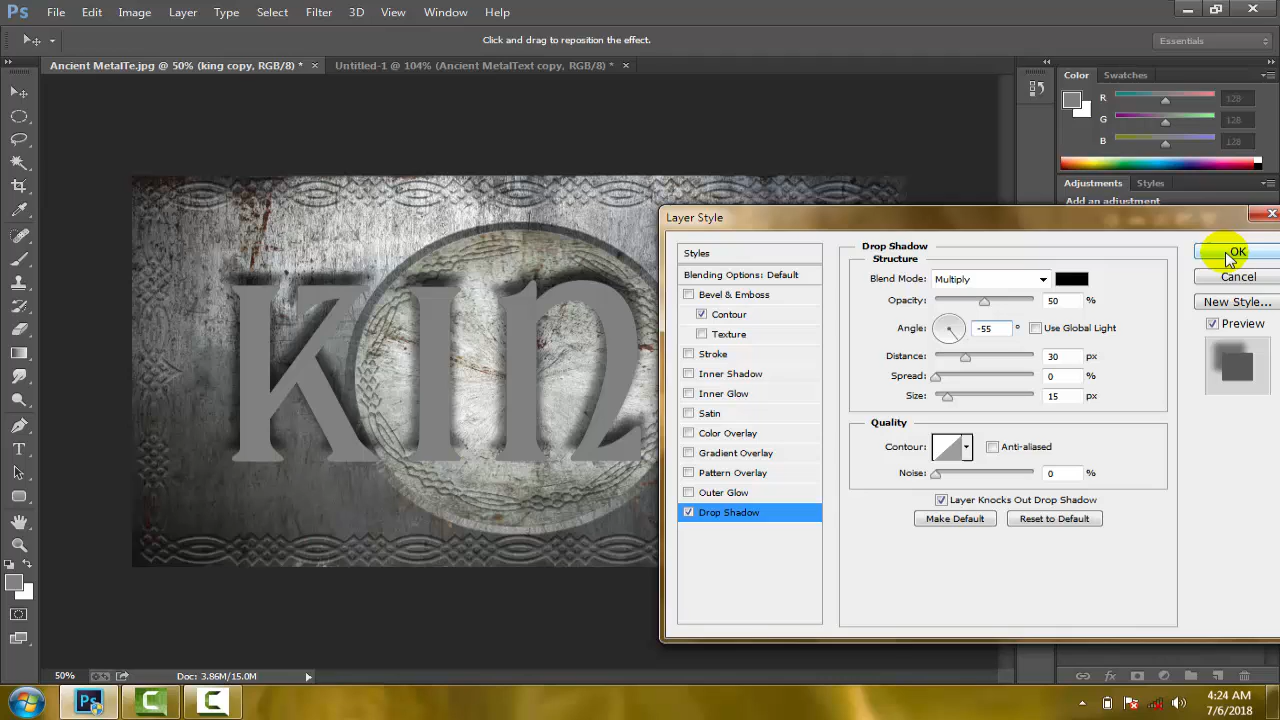 Ps File Edit Image Layer Type Select Filter 3D View Window Help
Click and drag to reposition the effect.
Essentials
Ancient MetalTe.jpg @ 50% (king copy, RGB/8) *
Untitled-1 @ 104% (Ancient MetalText copy, RGB/8) *
Color Swatches
R 128
G 128
B 128
Adjustments Styles
Add an adjustment
KIN
Layer Style
Styles
Blending Options: Default
Bevel & Emboss
Contour
Texture
Stroke
Inner Shadow
Inner Glow
Satin
Color Overlay
Gradient Overlay
Pattern Overlay
Outer Glow
Drop Shadow
Drop Shadow
Structure
Blend Mode: Multiply
Opacity: 50 %
Angle: -55 ° Use Global Light
Distance: 30 px
Spread: 0 %
Size: 15 px
Quality
Contour: Anti-aliased
Noise: 0 %
Layer Knocks Out Drop Shadow
Make Default Reset to Default
OK
Cancel
New Style...
Preview
50% Doc: 3.86M/15.0M
fx
Ps
4:24 AM
7/6/2018